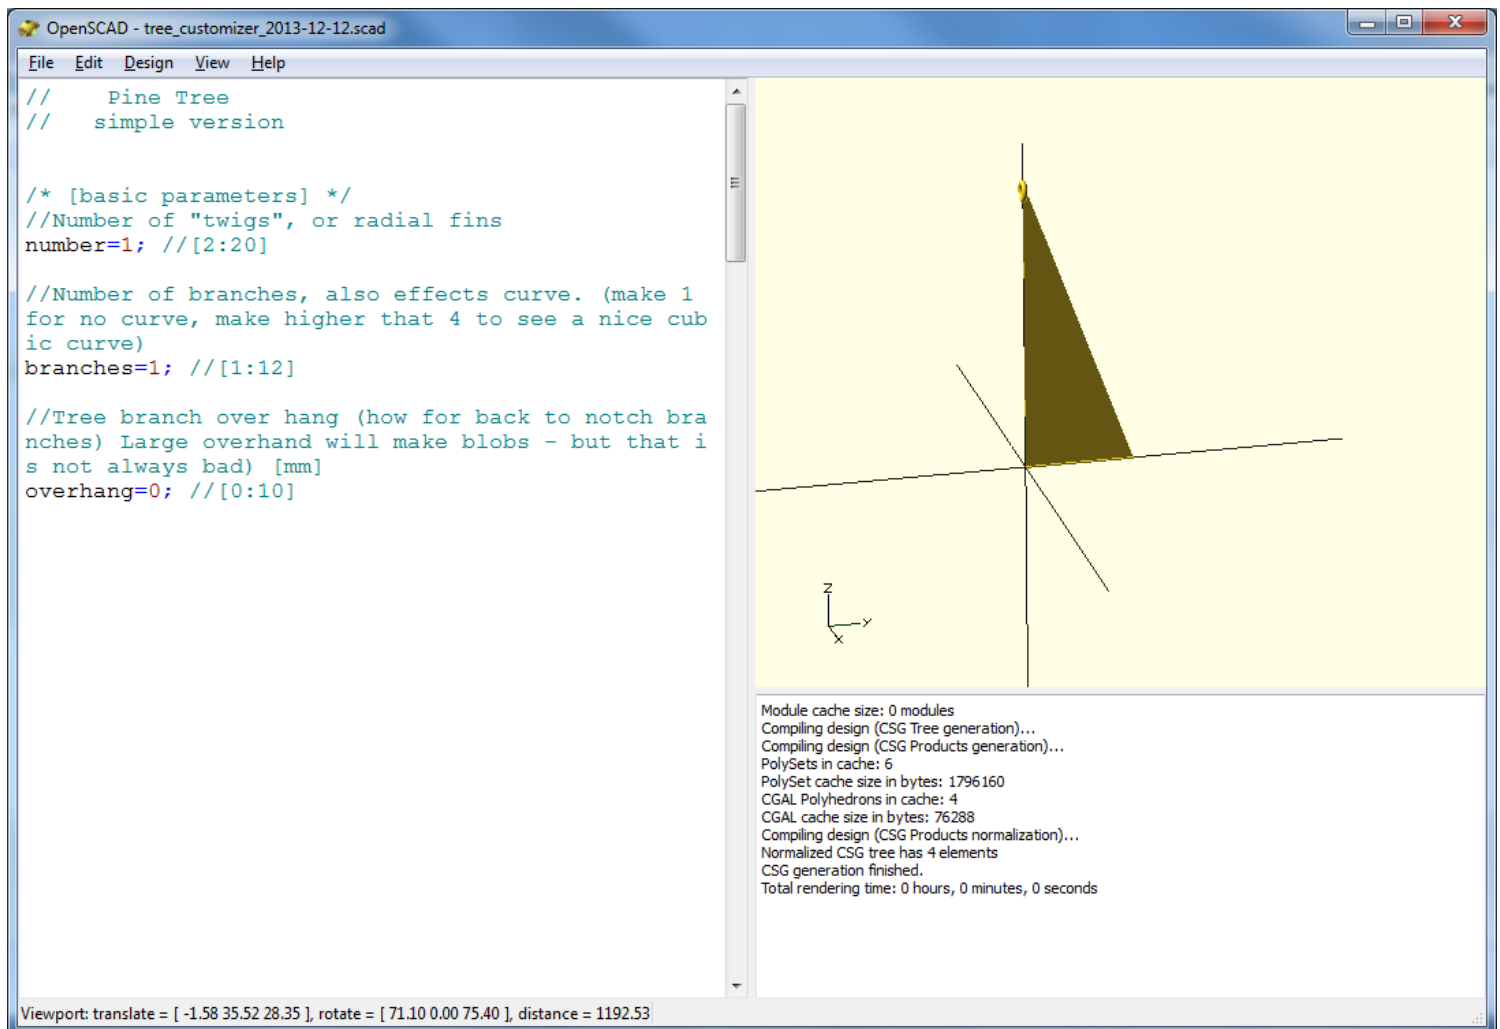 OpenSCAD - tree_customizer_2013-12-12.scad
File Edit Design View Help
//    Pine Tree
//   simple version
/* [basic parameters] */
//Number of "twigs", or radial fins
number=1; //[2:20]
//Number of branches, also effects curve. (make 1
for no curve, make higher that 4 to see a nice cub
ic curve)
branches=1; //[1:12]
//Tree branch over hang (how for back to notch bra
nches) Large overhand will make blobs - but that i
s not always bad) [mm]
overhang=0; //[0:10]
Z
Y
X
Module cache size: 0 modules
Compiling design (CSG Tree generation)...
Compiling design (CSG Products generation)...
PolySets in cache: 6
PolySet cache size in bytes: 1796160
CGAL Polyhedrons in cache: 4
CGAL cache size in bytes: 76288
Compiling design (CSG Products normalization)...
Normalized CSG tree has 4 elements
CSG generation finished.
Total rendering time: 0 hours, 0 minutes, 0 seconds
Viewport: translate = [ -1.58 35.52 28.35 ], rotate = [ 71.10 0.00 75.40 ], distance = 1192.53